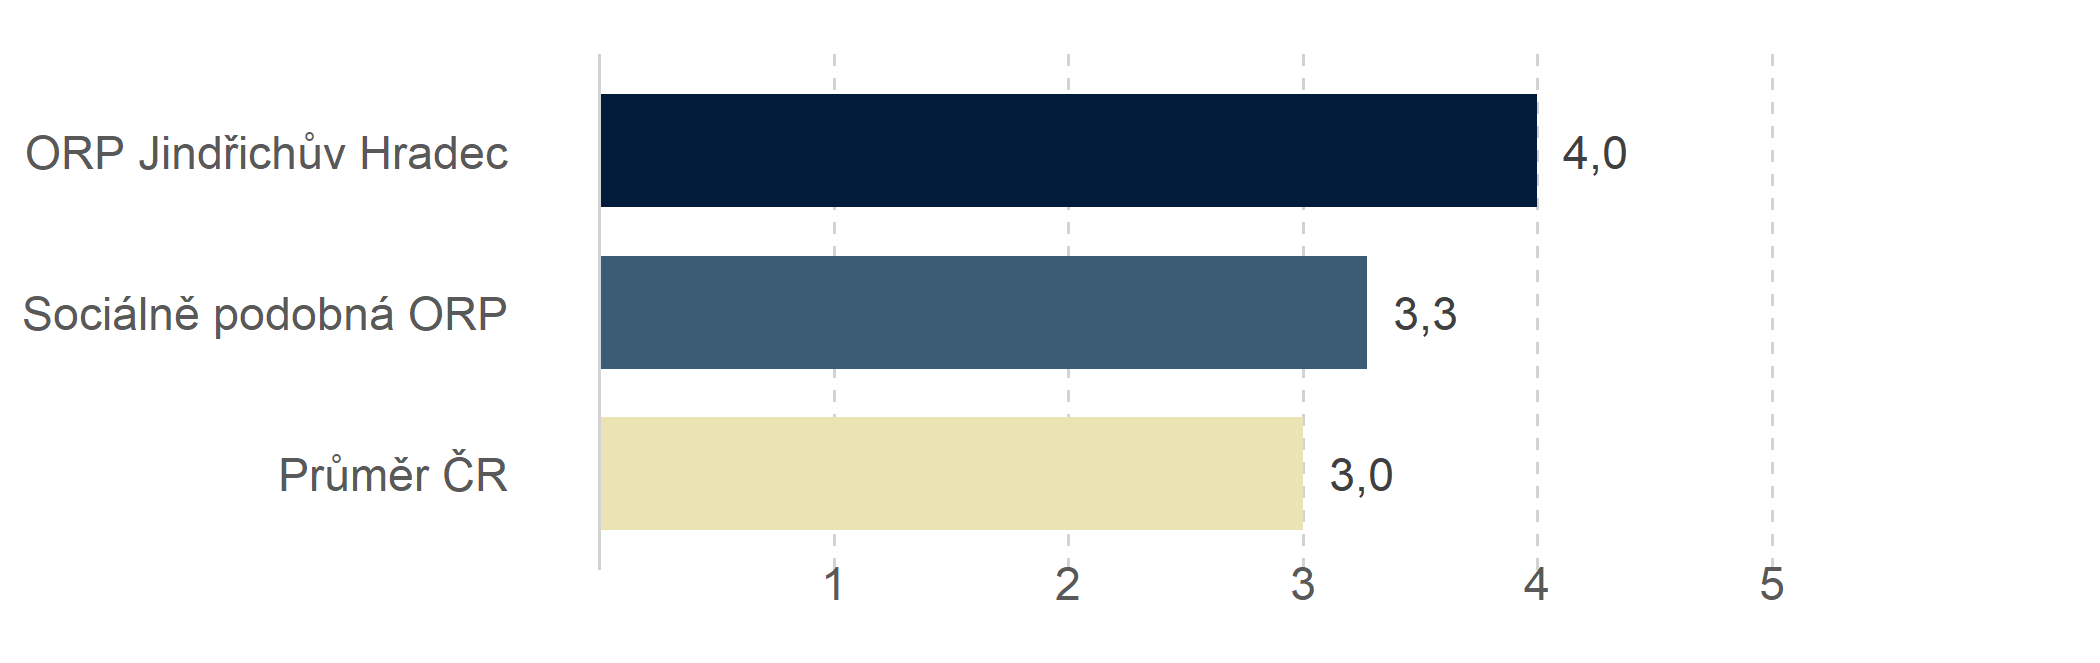 ORP Jindřichův Hradec 4,0
Sociálně podobná ORP 3,3
Průměr ČR 3,0
1 2 3 4 5